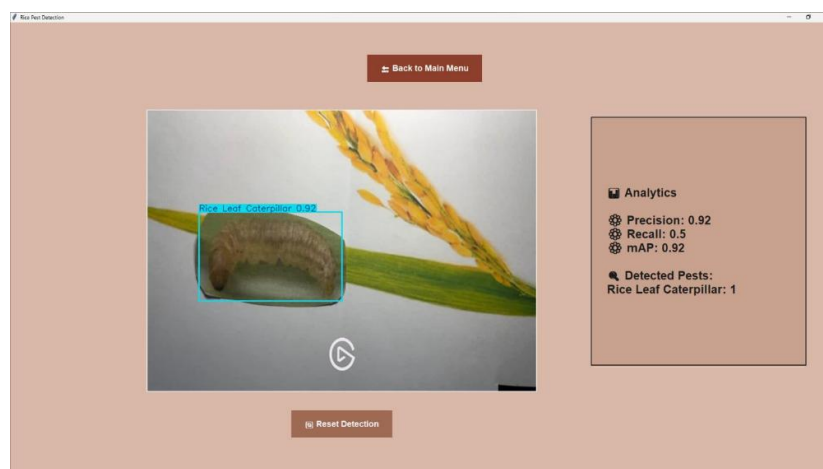 Rice Pest Detection
Back to Main Menu
Rice Leaf Caterpillar 0.92
Analytics
Precision: 0.92
Recall: 0.5
mAP: 0.92
Detected Pests:
Rice Leaf Caterpillar: 1
Reset Detection